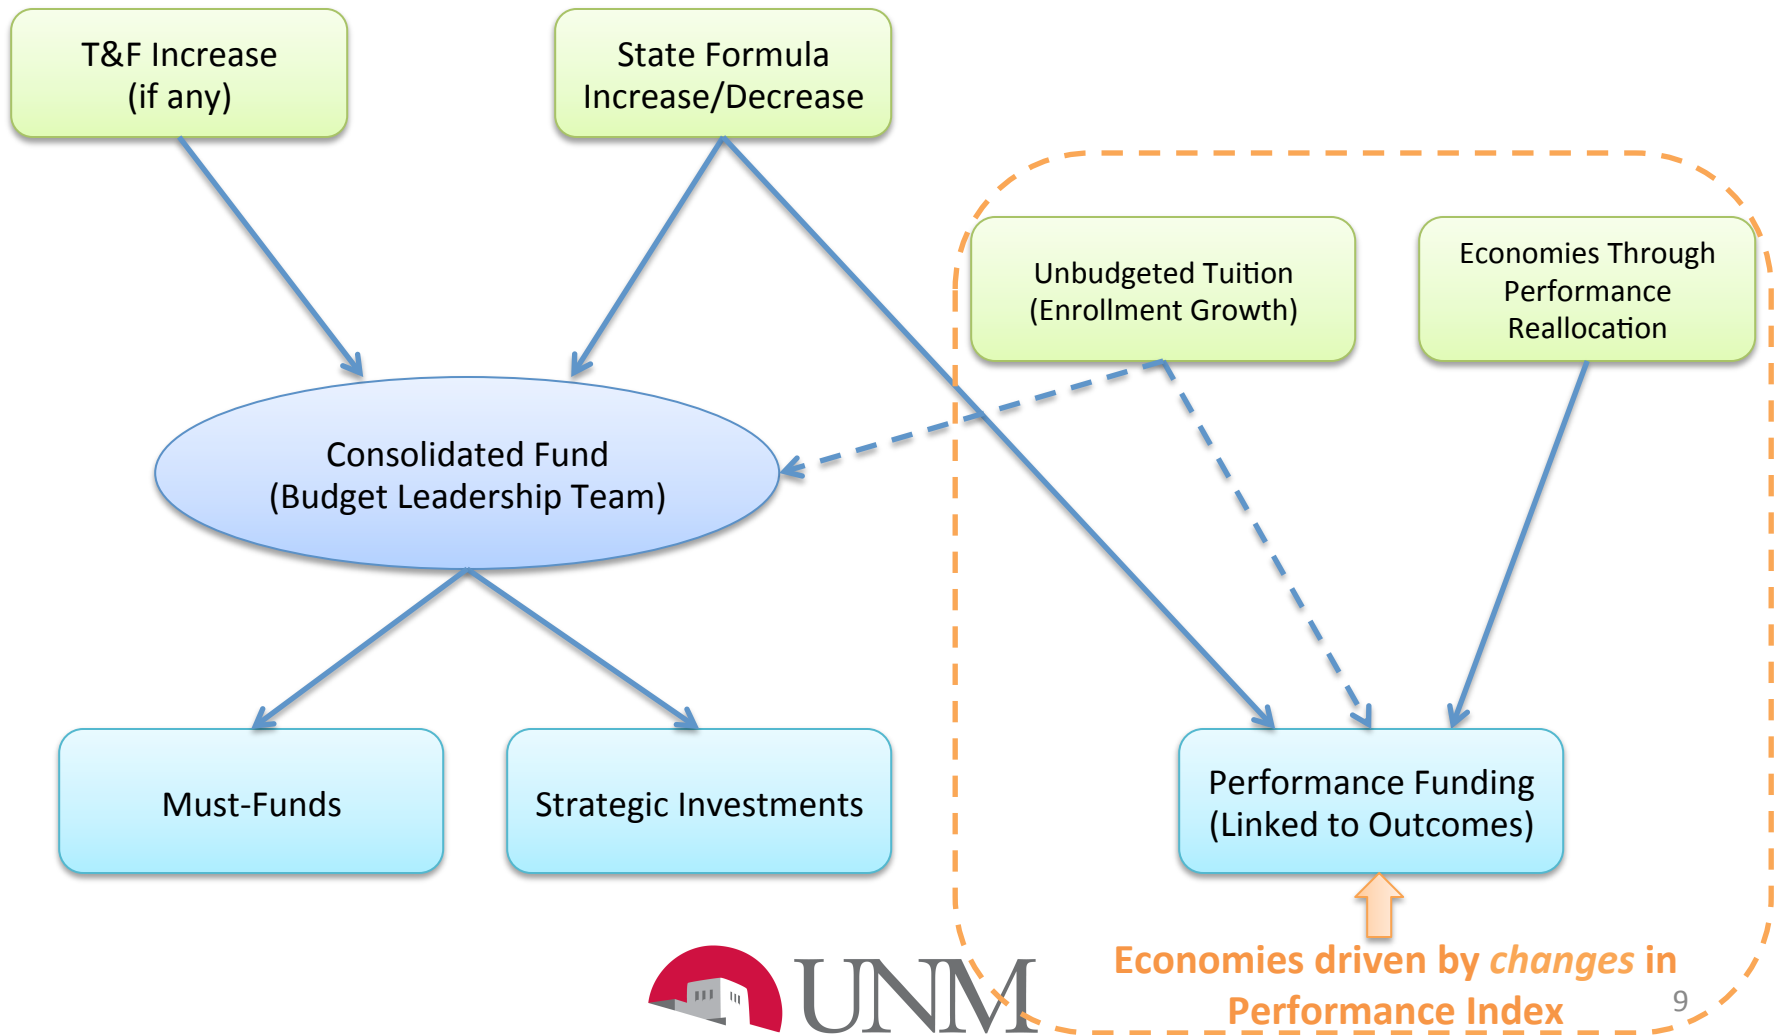 T&F Increase
(if any)
State Formula
Increase/Decrease
Unbudgeted Tuition
(Enrollment Growth)
Economies Through
Performance
Reallocation
Consolidated Fund
(Budget Leadership Team)
Must-Funds
Strategic Investments
Performance Funding
(Linked to Outcomes)
Economies driven by changes in
Performance Index
UNM
9